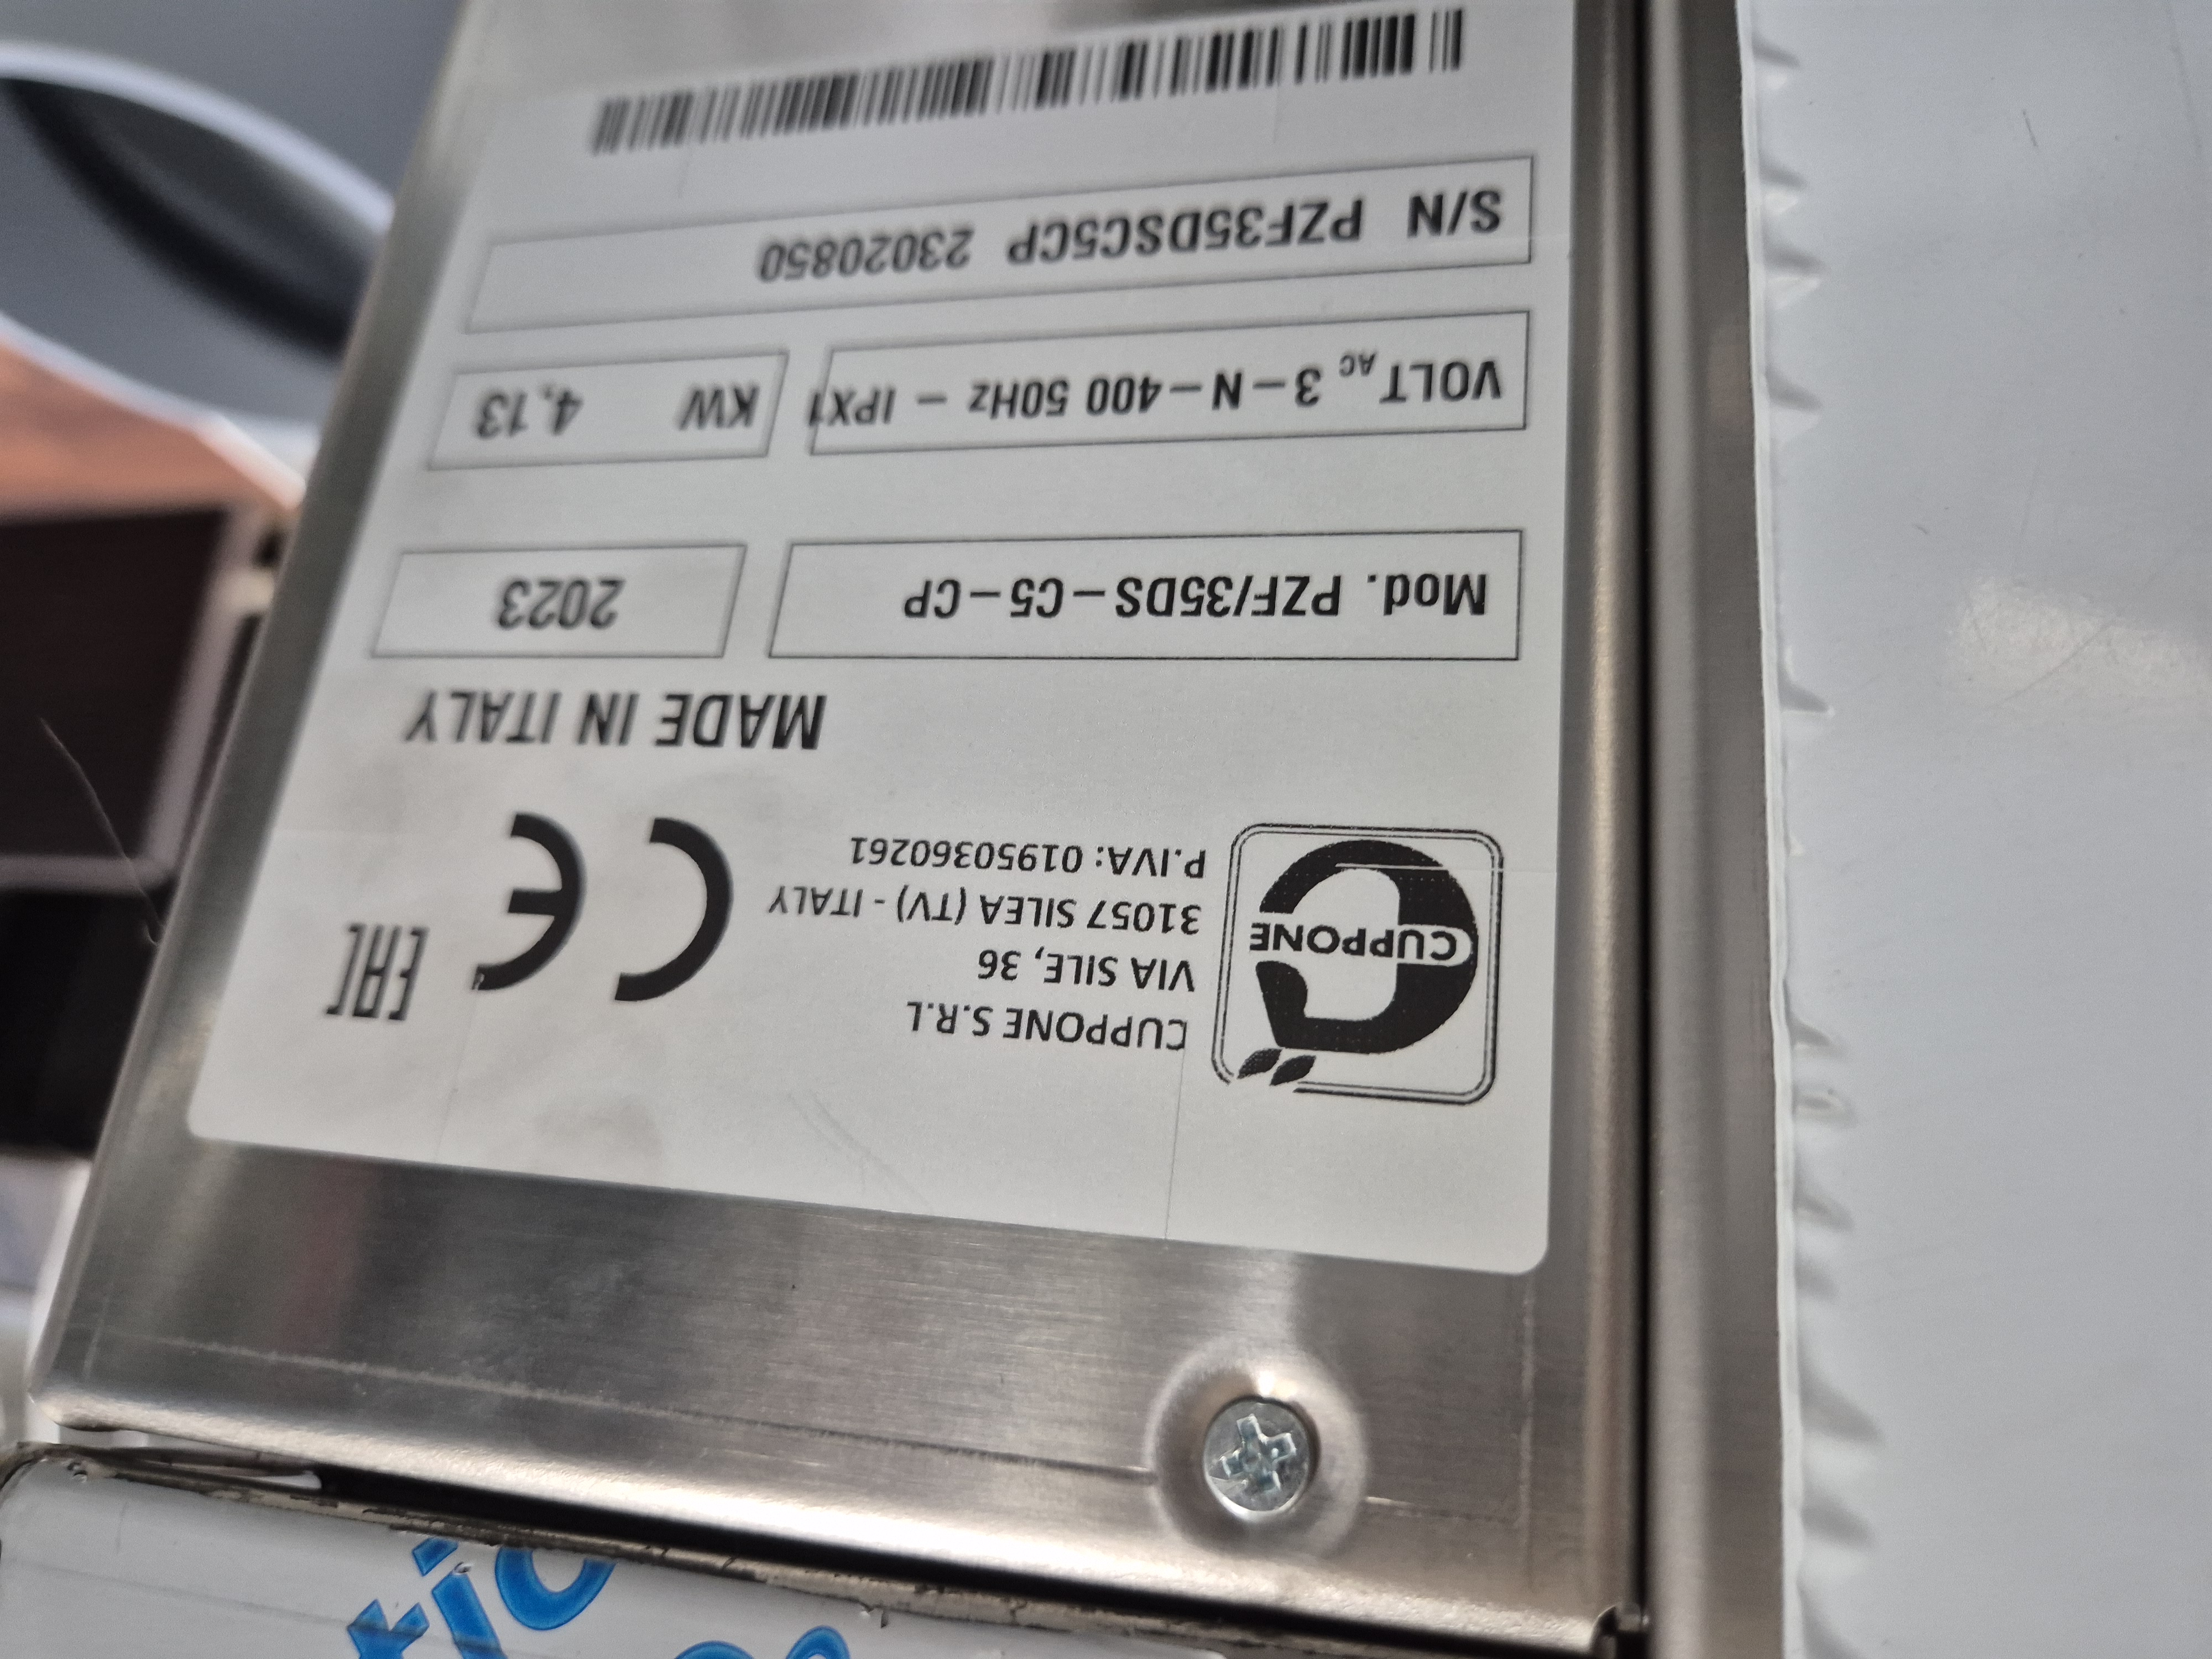 CUPPONE
CUPPONE S.R.L
VIA SILE, 36
31057 SILEA (TV) - ITALY
P.IVA: 01950360261
CE
EAC
MADE IN ITALY
Mod. PZF/35DS-C5-CP 2023
VOLT AC 3-N-400 50Hz - IPX1 KW 4,13
S/N PZF35DSC5CP 23020850